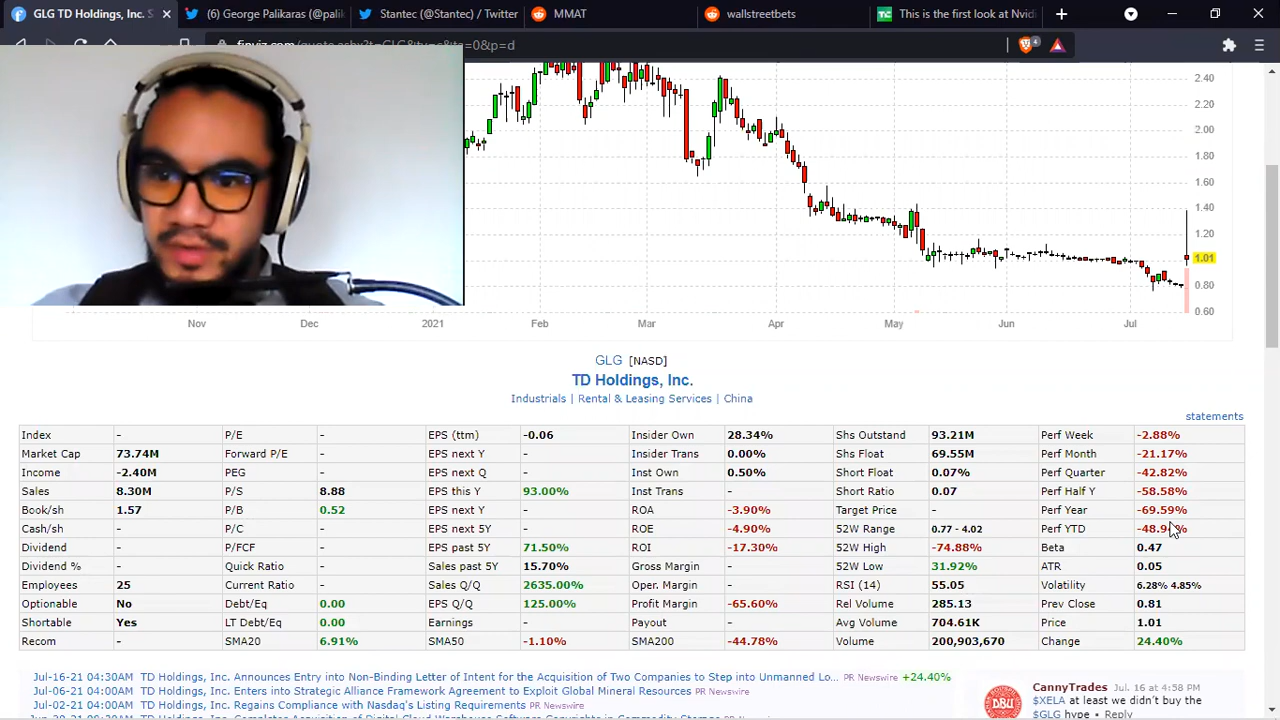 GLG TD Holdings, Inc. S
(6) George Palikaras (@palik
Stantec (@Stantec) / Twitter
MMAT
wallstreetbets
This is the first look at Nvidi
finviz.com/quote.ashx?t=GLG&ty=c&ta=0&p=d
4
2.40
2.20
2.00
1.80
1.60
1.40
1.20
1.01
0.80
0.60
Nov Dec 2021 Feb Mar Apr May Jun Jul
GLG [NASD]
TD Holdings, Inc.
Industrials | Rental & Leasing Services | China
statements
Index - P/E - EPS (ttm) -0.06 Insider Own 28.34% Shs Outstand 93.21M Perf Week -2.88%
Market Cap 73.74M Forward P/E - EPS next Y - Insider Trans 0.00% Shs Float 69.55M Perf Month -21.17%
Income -2.40M PEG - EPS next Q - Inst Own 0.50% Short Float 0.07% Perf Quarter -42.82%
Sales 8.30M P/S 8.88 EPS this Y 93.00% Inst Trans - Short Ratio 0.07 Perf Half Y -58.58%
Book/sh 1.57 P/B 0.52 EPS next Y - ROA -3.90% Target Price - Perf Year -69.59%
Cash/sh - P/C - EPS next 5Y - ROE -4.90% 52W Range 0.77 - 4.02 Perf YTD
Dividend - P/FCF - EPS past 5Y 71.50% ROI -17.30% 52W High -74.88% Beta 0.47
Dividend % - Quick Ratio - Sales past 5Y 15.70% Gross Margin - 52W Low 31.92% ATR 0.05
Employees 25 Current Ratio - Sales Q/Q 2635.00% Oper. Margin - RSI (14) 55.05 Volatility 6.28% 4.85%
Optionable No Debt/Eq 0.00 EPS Q/Q 125.00% Profit Margin -65.60% Rel Volume 285.13 Prev Close 0.81
Shortable Yes LT Debt/Eq 0.00 Earnings - Payout - Avg Volume 704.61K Price 1.01
Recom - SMA20 6.91% SMA50 -1.10% SMA200 -44.78% Volume 200,903,670 Change 24.40%
Jul-16-21 04:30AM TD Holdings, Inc. Announces Entry into Non-Binding Letter of Intent for the Acquisition of Two Companies to Step into Unmanned Lo... PR Newswire +24.40%
Jul-06-21 04:00AM TD Holdings, Inc. Enters into Strategic Alliance Framework Agreement to Exploit Global Mineral Resources PR Newswire
Jul-02-21 04:00AM TD Holdings, Inc. Regains Compliance with Nasdaq's Listing Requirements PR Newswire
CannyTrades Jul. 16 at 4:58 PM
$XELA at least we didn't buy the
$GLG hype • Reply